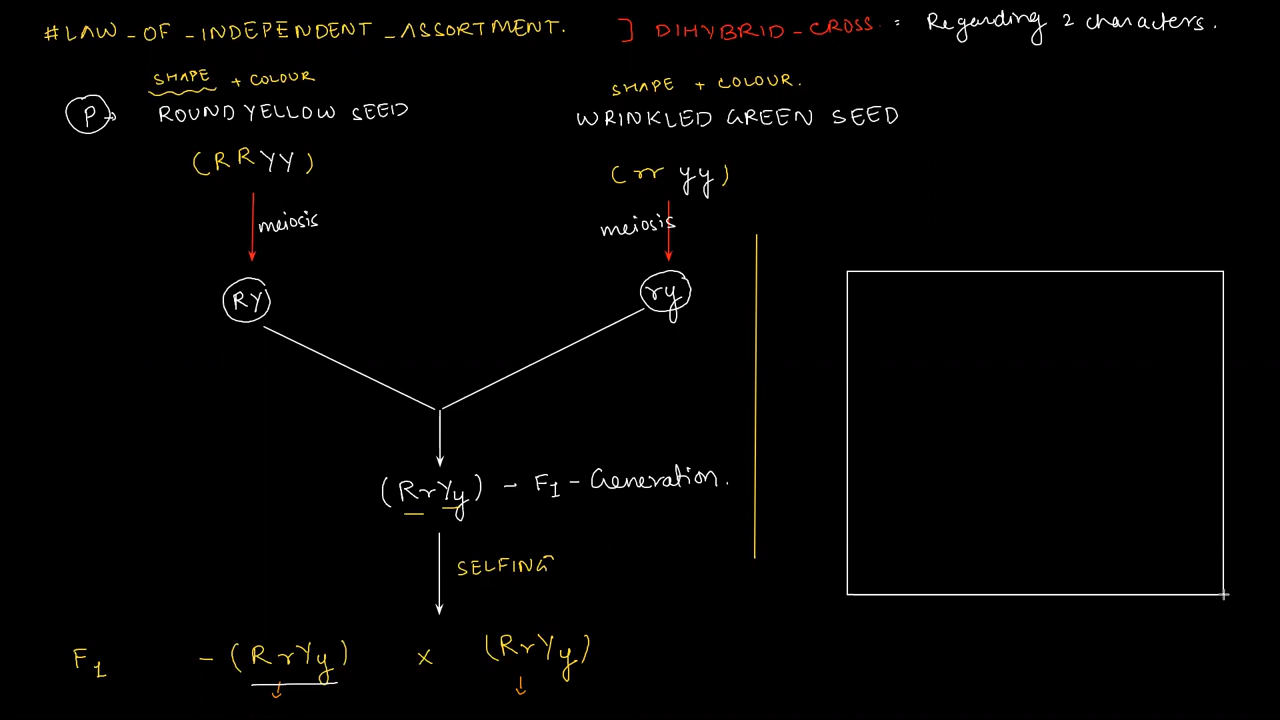 #LAW-OF-INDEPENDENT-ASSORTMENT. ] DIHYBRID-CROSS = Regarding 2 characters.
SHAPE + COLOUR
SHAPE + COLOUR.
P ROUND YELLOW SEED
WRINKLED GREEN SEED
(RRYY)
(rr yy)
meiosis
meiosis
RY
ry
(RrYy) - F1 - Generation.
SELFING
F1 - (RrYy) x (RrYy)